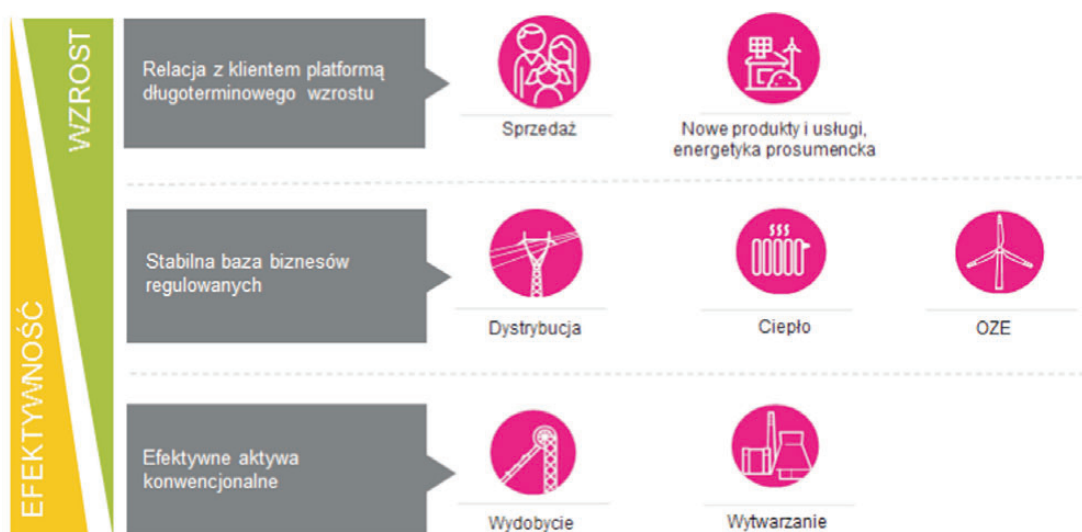 WZROST
EFEKTYWNOŚĆ
Relacja z klientem platformą
długoterminowego wzrostu
Sprzedaż
Nowe produkty i usługi,
energetyka prosumencka
Stabilna baza biznesów
regulowanych
Dystrybucja
Ciepło
OZE
Efektywne aktywa
konwencjonalne
Wydobycie
Wytwarzanie